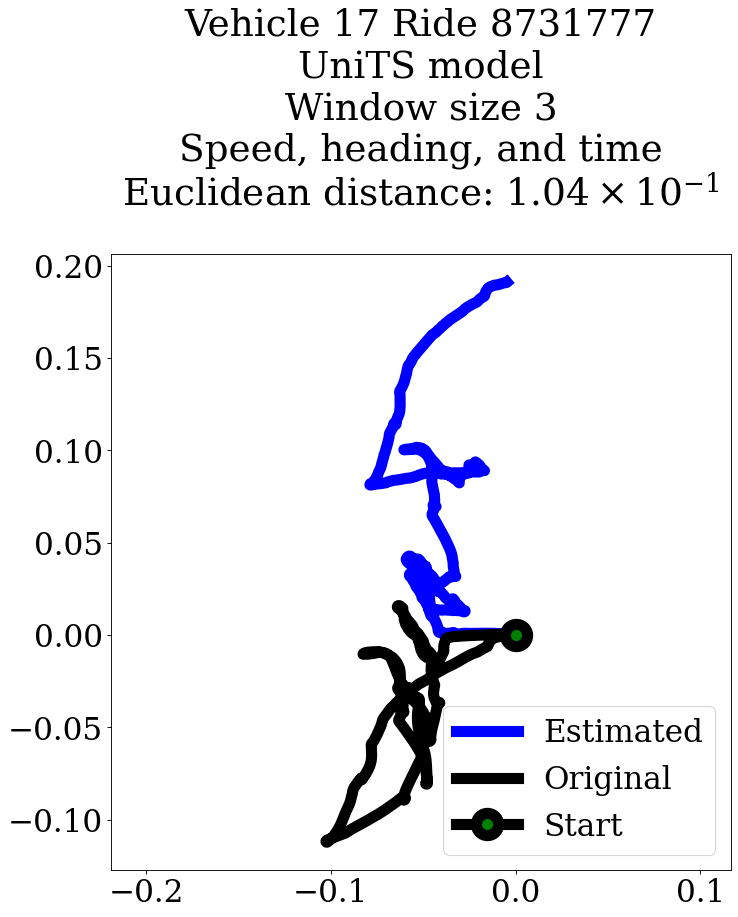 Vehicle 17 Ride 8731777
UniTS model
Window size 3
Speed, heading, and time
Euclidean distance: 1.04 × 10⁻¹
0.20
0.15
0.10
0.05
0.00
−0.05
−0.10
Estimated
Original
Start
−0.2 −0.1 0.0 0.1